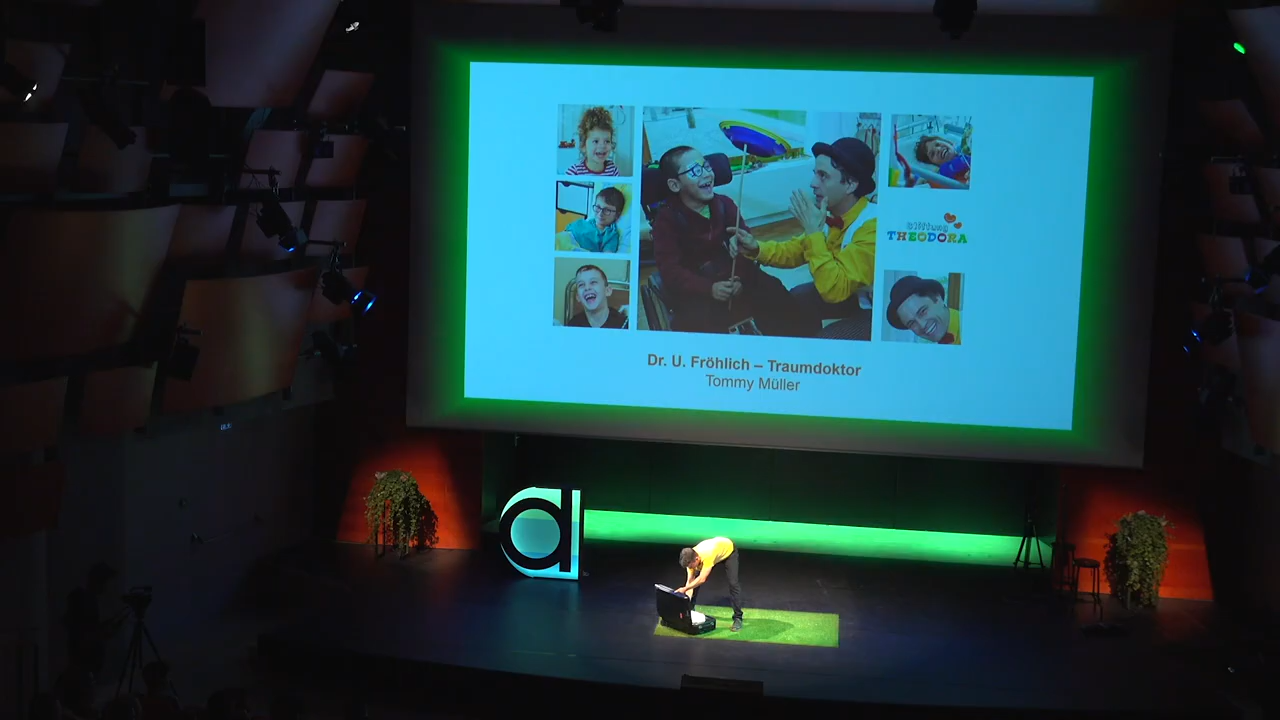 Stiftung
THEODORA
Dr. U. Fröhlich – Traumdoktor
Tommy Müller
a